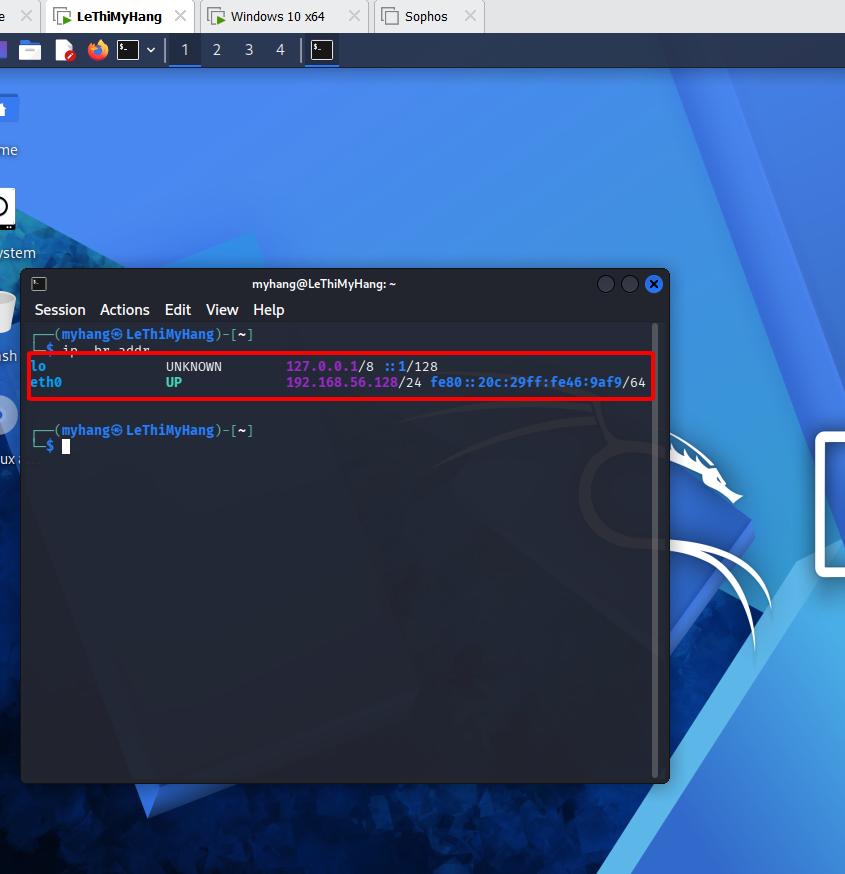 e
LeThiMyHang
Windows 10 x64
Sophos
1 2 3 4
me
ystem
ash
ux a
myhang@LeThiMyHang: ~
Session Actions Edit View Help
┌──(myhang㉿LeThiMyHang)-[~]
└─$ ip -br addr
lo UNKNOWN 127.0.0.1/8 ::1/128
eth0 UP 192.168.56.128/24 fe80::20c:29ff:fe46:9af9/64
┌──(myhang㉿LeThiMyHang)-[~]
└─$